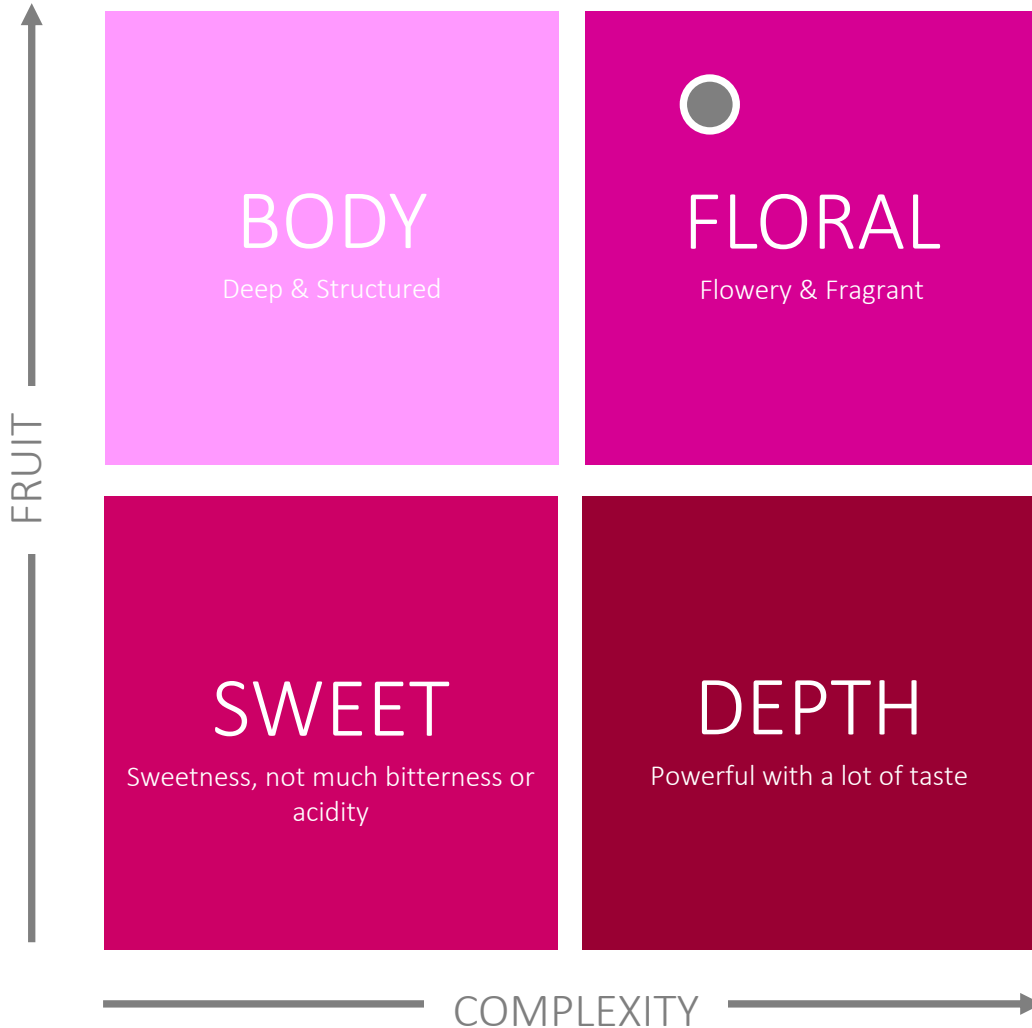 BODY
Deep & Structured
FLORAL
Flowery & Fragrant
FRUIT
SWEET
Sweetness, not much bitterness or
acidity
DEPTH
Powerful with a lot of taste
COMPLEXITY